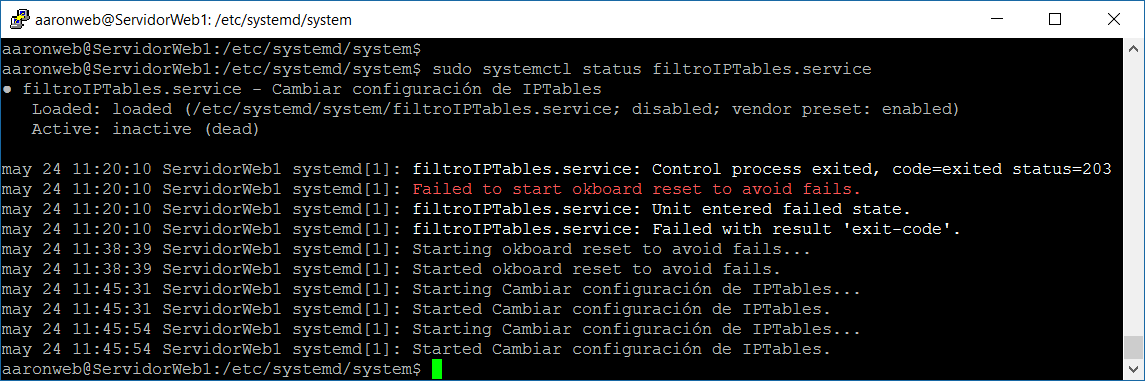 aaronweb@ServidorWeb1: /etc/systemd/system
aaronweb@ServidorWeb1:/etc/systemd/system$
aaronweb@ServidorWeb1:/etc/systemd/system$ sudo systemctl status filtroIPTables.service
● filtroIPTables.service - Cambiar configuración de IPTables
Loaded: loaded (/etc/systemd/system/filtroIPTables.service; disabled; vendor preset: enabled)
Active: inactive (dead)
may 24 11:20:10 ServidorWeb1 systemd[1]: filtroIPTables.service: Control process exited, code=exited status=203
may 24 11:20:10 ServidorWeb1 systemd[1]: Failed to start okboard reset to avoid fails.
may 24 11:20:10 ServidorWeb1 systemd[1]: filtroIPTables.service: Unit entered failed state.
may 24 11:20:10 ServidorWeb1 systemd[1]: filtroIPTables.service: Failed with result 'exit-code'.
may 24 11:38:39 ServidorWeb1 systemd[1]: Starting okboard reset to avoid fails...
may 24 11:38:39 ServidorWeb1 systemd[1]: Started okboard reset to avoid fails.
may 24 11:45:31 ServidorWeb1 systemd[1]: Starting Cambiar configuración de IPTables...
may 24 11:45:31 ServidorWeb1 systemd[1]: Started Cambiar configuración de IPTables.
may 24 11:45:54 ServidorWeb1 systemd[1]: Starting Cambiar configuración de IPTables...
may 24 11:45:54 ServidorWeb1 systemd[1]: Started Cambiar configuración de IPTables.
aaronweb@ServidorWeb1:/etc/systemd/system$